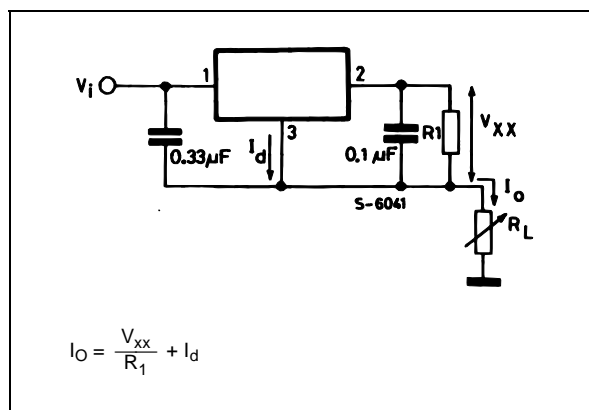 Vi
1
2
3
0.33µF
Id
0.1µF
R1
VXX
S-6041
Io
RL
IO = Vxx / R1 + Id